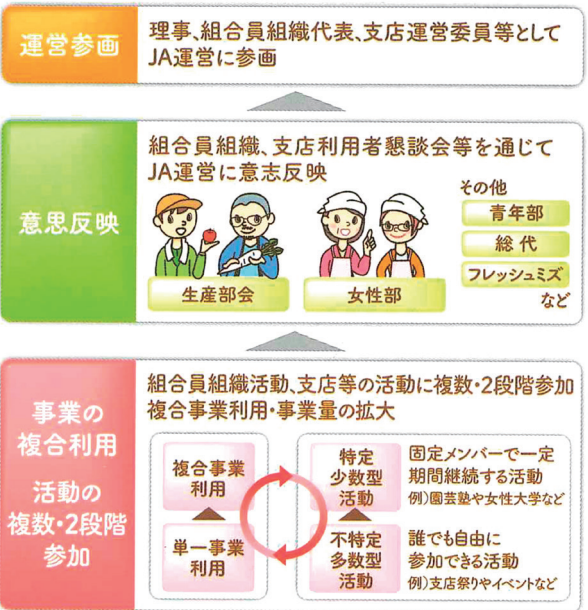 運営参画
理事、組合員組織代表、支店運営委員等として
JA運営に参画
意思反映
組合員組織、支店利用者懇談会等を通じて
JA運営に意志反映
生産部会
女性部
その他
青年部
総代
フレッシュミズ
など
事業の
複合利用
活動の
複数・2段階
参加
組合員組織活動、支店等の活動に複数・2段階参加
複合事業利用・事業量の拡大
複合事業
利用
単一事業
利用
特定
少数型
活動
固定メンバーで一定
期間継続する活動
例）園芸塾や女性大学など
不特定
多数型
活動
誰でも自由に
参加できる活動
例）支店祭りやイベントなど